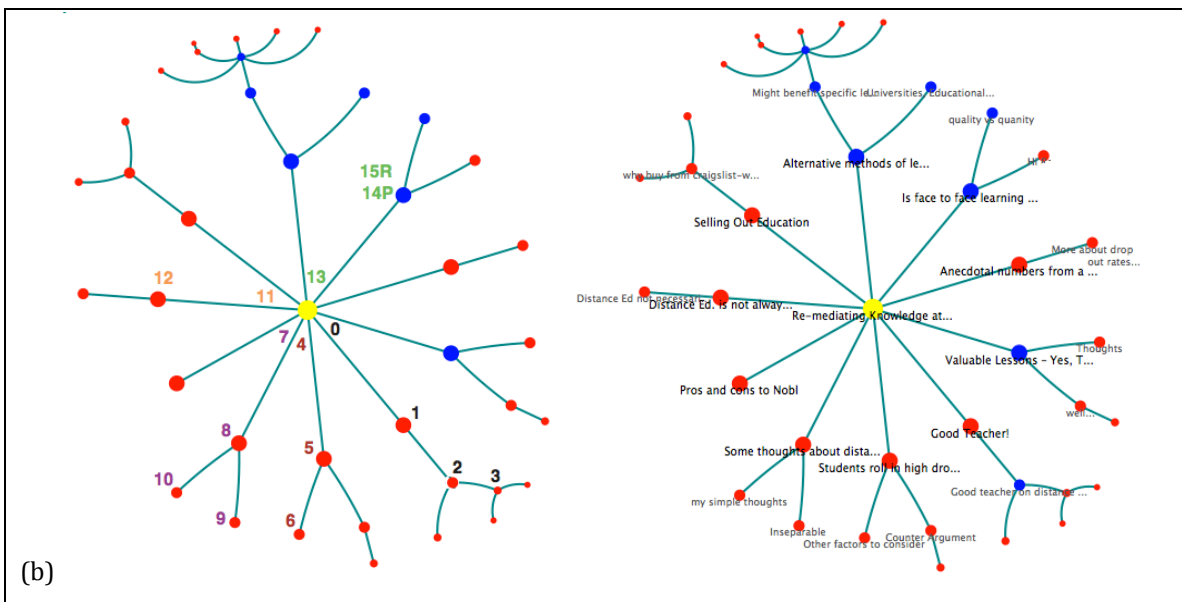 15R
14P
13
12
11
0
7
4
1
8
5
2
3
10
9
6
(b)
Might benefit specific le...
Universities, Educational...
quality vs quanity
Alternative methods of le...
why buy from craigslist-w...
Is face to face learning ...
Selling Out Education
More about drop
out rates...
Anecdotal numbers from a ...
Distance Ed not necessar...
Distance Ed. is not alway...
Re-mediating Knowledge at...
Thoughts
Valuable Lessons - Yes, T...
Pros and cons to Nobl
well...
Good Teacher!
Some thoughts about dista...
Students roll in high dro...
Good teacher on distance ...
my simple thoughts
Inseparable
Counter Argument
Other factors to consider